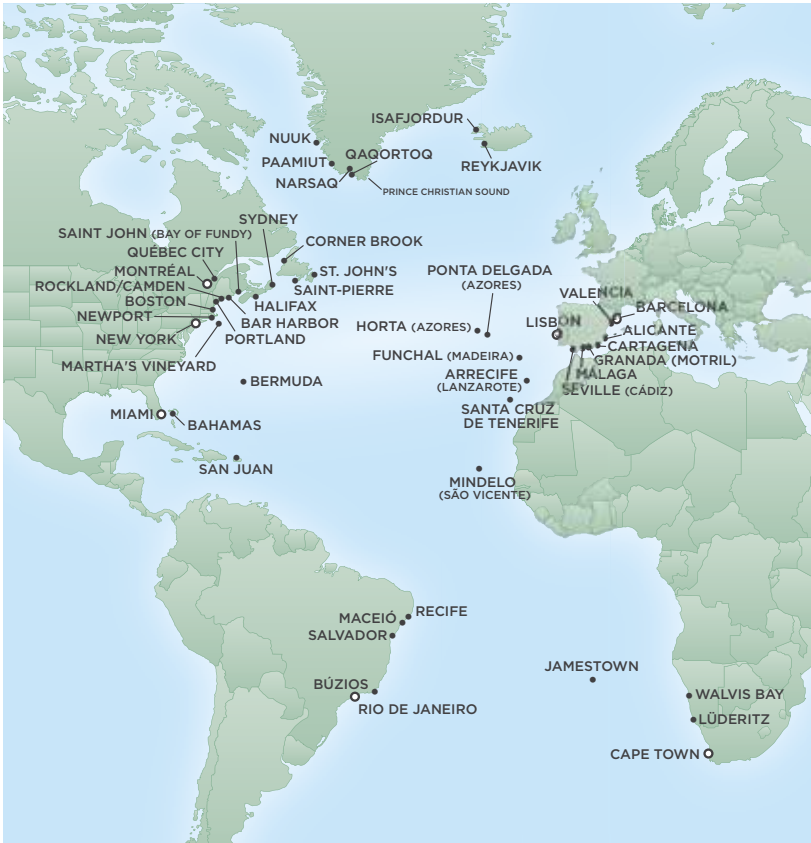 ISAFJORDUR
NUUK
QAQORTOQ
REYKJAVIK
PAAMIUT
NARSAQ
PRINCE CHRISTIAN SOUND
SYDNEY
SAINT JOHN (BAY OF FUNDY)
CORNER BROOK
QUÉBEC CITY
MONTRÉAL
ST. JOHN'S
PONTA DELGADA
(AZORES)
ROCKLAND/CAMDEN
SAINT-PIERRE
VALENCIA
BOSTON
HALIFAX
BARCELONA
NEWPORT
BAR HARBOR
HORTA (AZORES)
LISBON
ALICANTE
NEW YORK
PORTLAND
CARTAGENA
MARTHA'S VINEYARD
FUNCHAL (MADEIRA)
GRANADA (MOTRIL)
ARRECIFE
(LANZAROTE)
MÁLAGA
BERMUDA
SEVILLE (CÁDIZ)
MIAMI
BAHAMAS
SANTA CRUZ
DE TENERIFE
SAN JUAN
MINDELO
(SÃO VICENTE)
MACEIÓ
RECIFE
SALVADOR
JAMESTOWN
BÚZIOS
WALVIS BAY
RIO DE JANEIRO
LÜDERITZ
CAPE TOWN